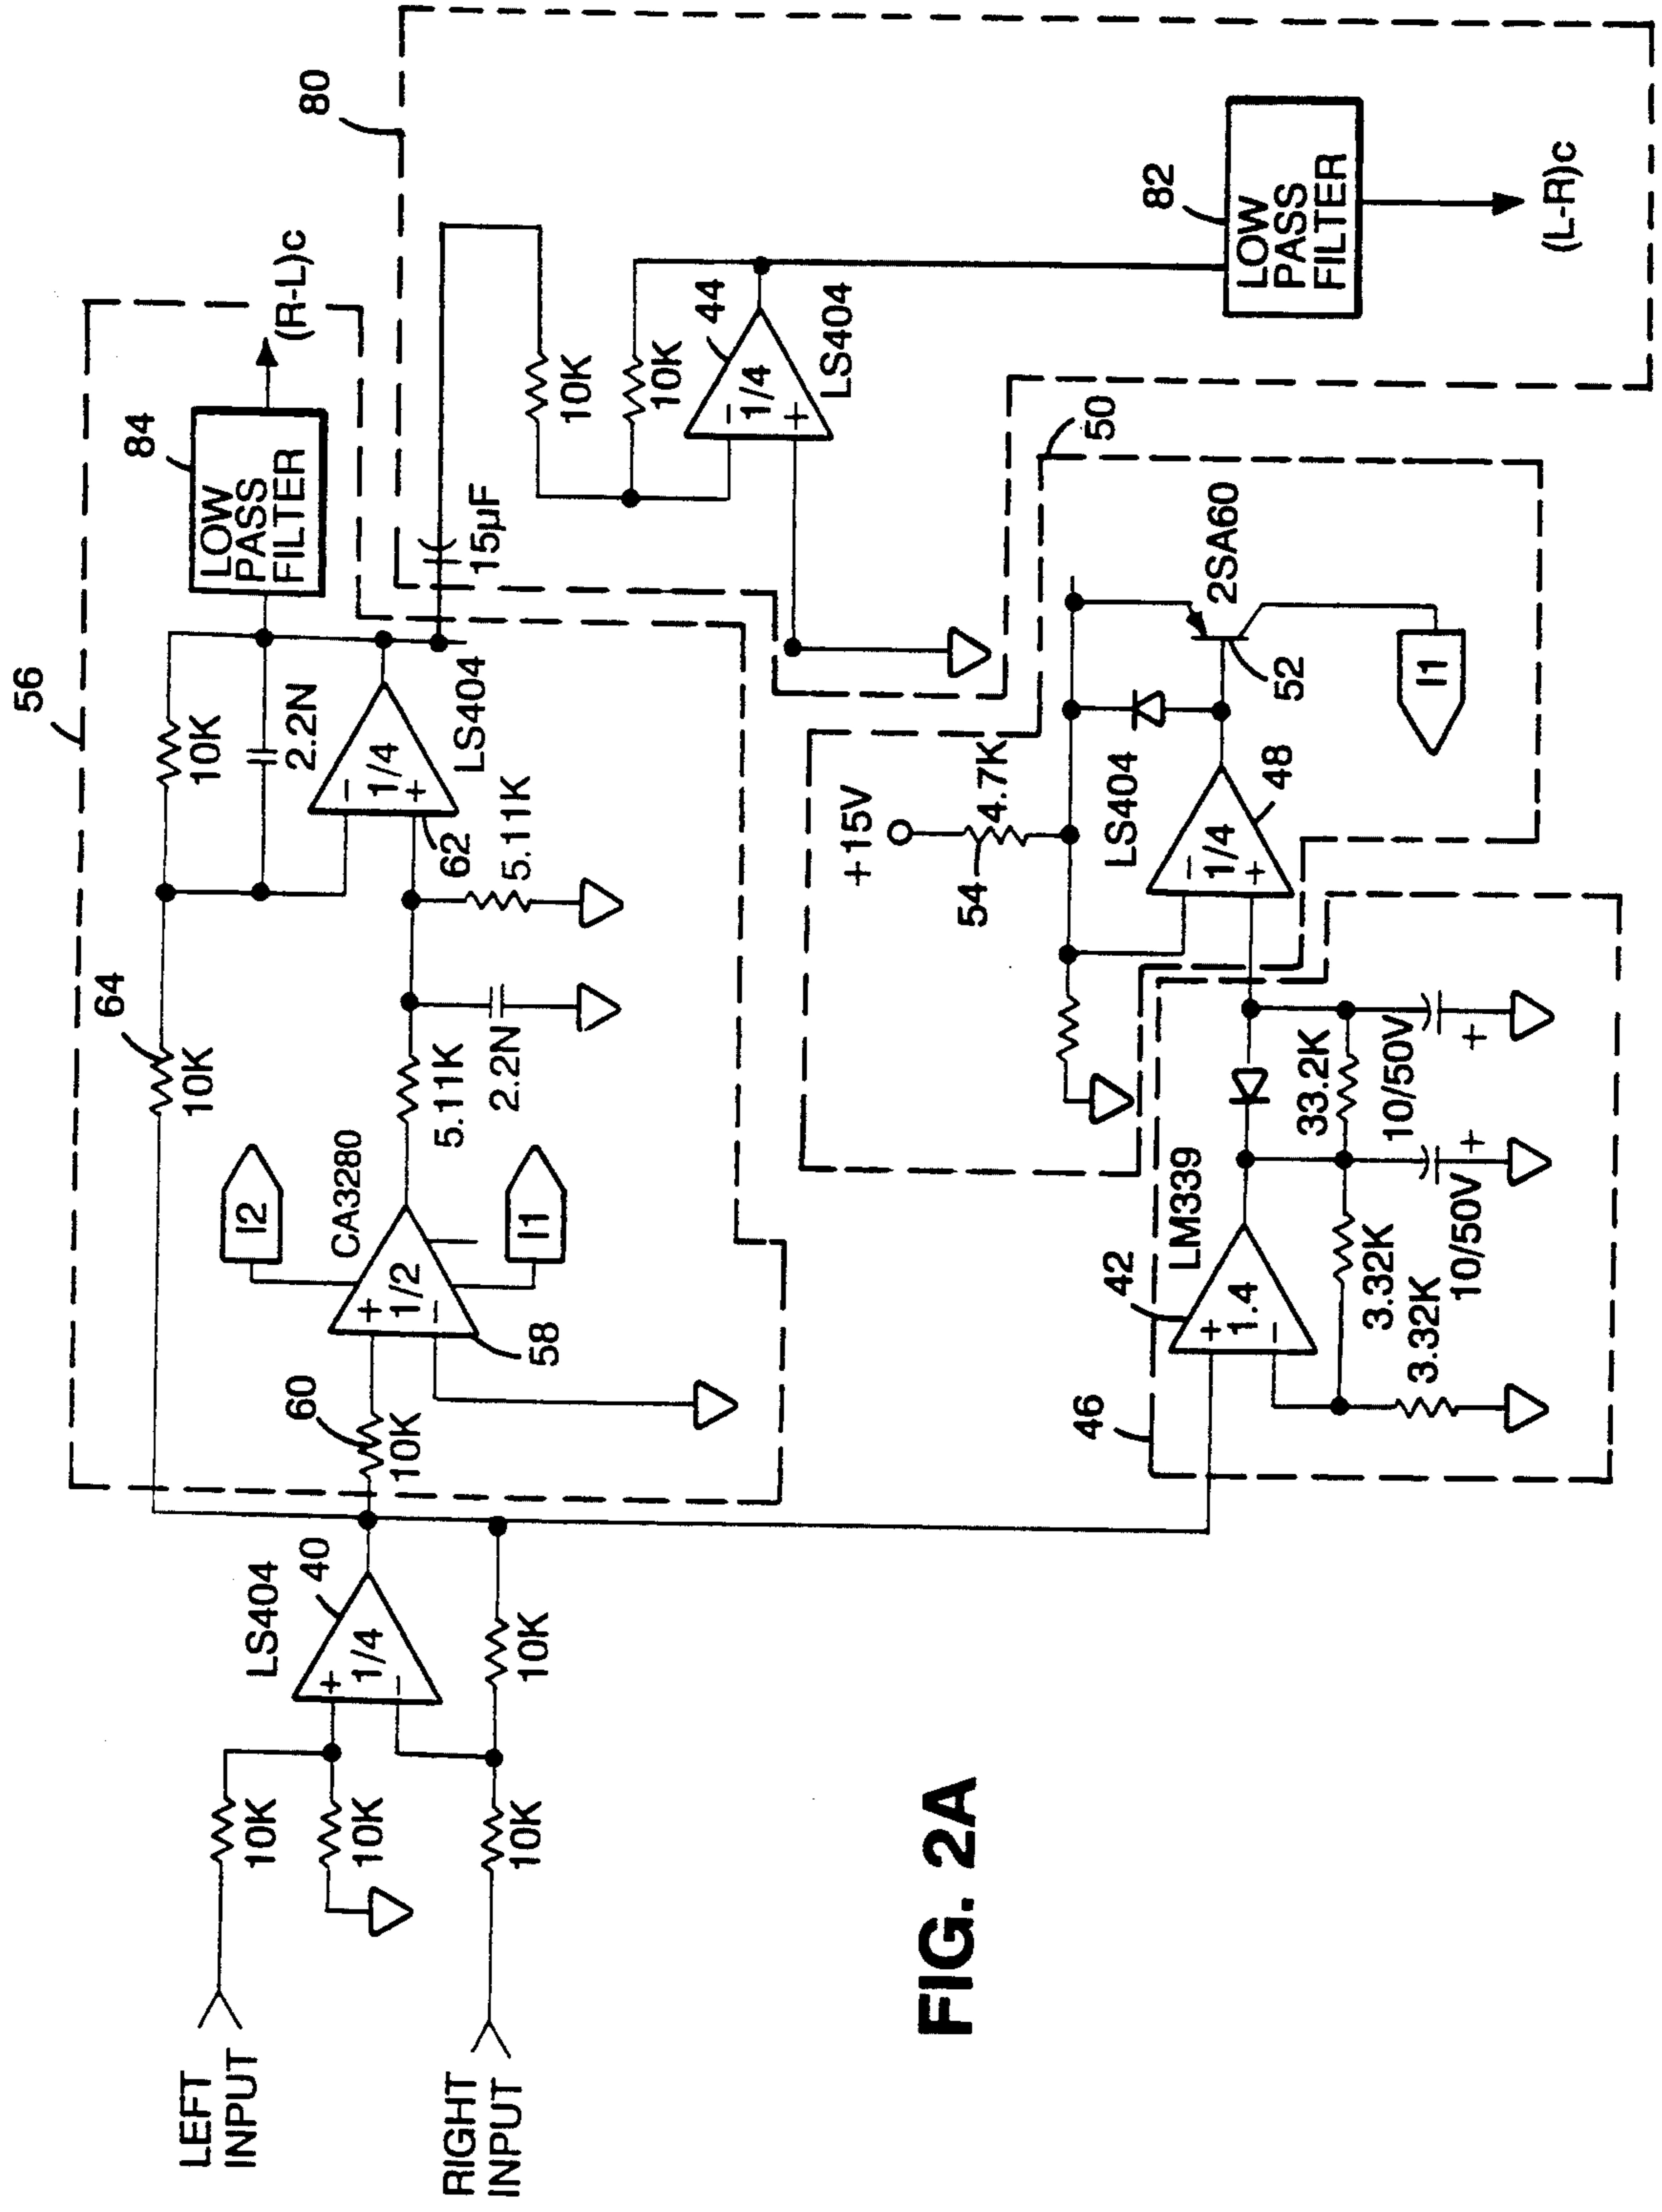 LEFT
INPUT
RIGHT
INPUT
10K
10K
10K
LS404
40
+
1/4
−
10K
56
64
10K
60
10K
I2
CA3280
+
1/2
−
58
I1
5.11K
2.2N
10K
2.2N
−
1/4
+
62
LS404
5.11K
84
LOW
PASS
FILTER
(R-L)c
80
15µF
10K
10K
44
−
1/4
+
LS404
82
LOW
PASS
FILTER
(L-R)c
46
42
LM339
+
1.4
−
3.32K
3.32K
10/50V
+
33.2K
10/50V
+
50
+15V
54
4.7K
LS404
−
1/4
+
48
2SA60
52
I1
FIG. 2A